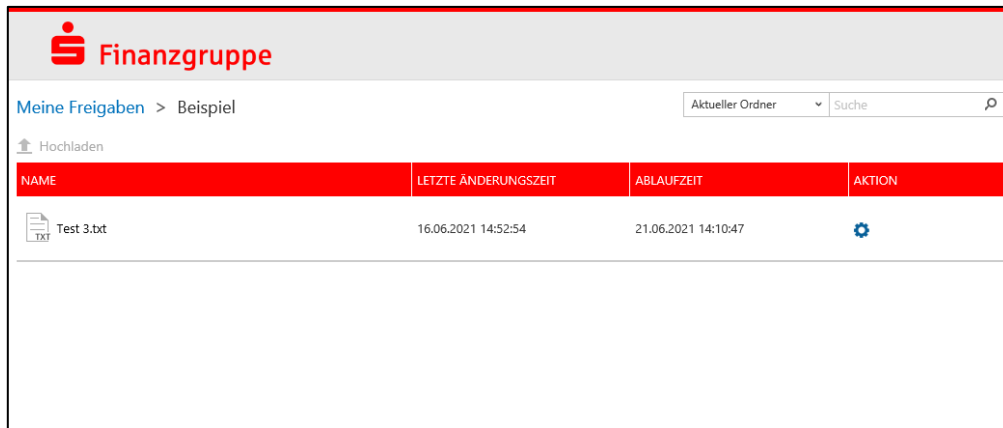 Finanzgruppe
Meine Freigaben > Beispiel
Aktueller Ordner Suche
Hochladen
NAME LETZTE ÄNDERUNGSZEIT ABLAUFZEIT AKTION
TXT Test 3.txt 16.06.2021 14:52:54 21.06.2021 14:10:47